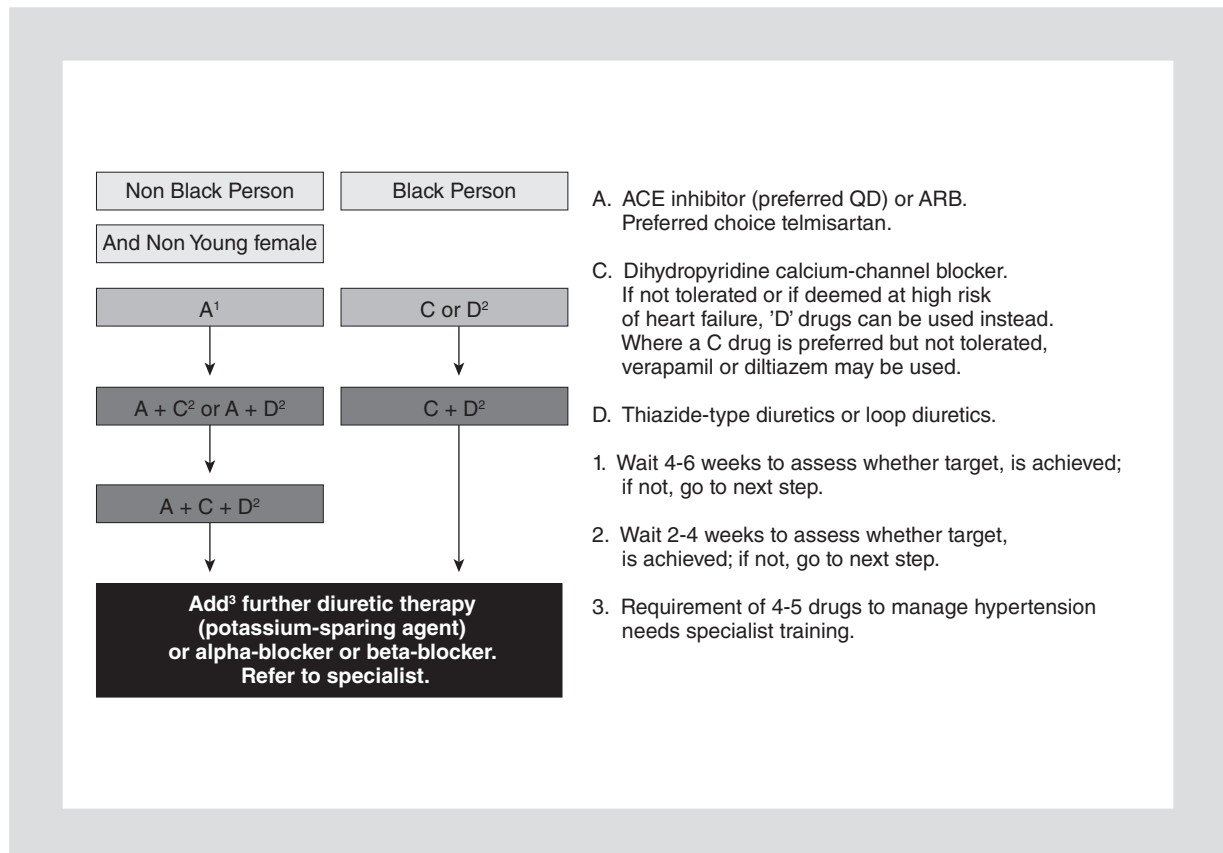 Non Black Person
And Non Young female
A¹
A + C² or A + D²
A + C + D²
Black Person
C or D²
C + D²
Add³ further diuretic therapy
(potassium-sparing agent)
or alpha-blocker or beta-blocker.
Refer to specialist.
A. ACE inhibitor (preferred QD) or ARB.
Preferred choice telmisartan.
C. Dihydropyridine calcium-channel blocker.
If not tolerated or if deemed at high risk
of heart failure, ’D’ drugs can be used instead.
Where a C drug is preferred but not tolerated,
verapamil or diltiazem may be used.
D. Thiazide-type diuretics or loop diuretics.
1. Wait 4-6 weeks to assess whether target, is achieved;
if not, go to next step.
2. Wait 2-4 weeks to assess whether target,
is achieved; if not, go to next step.
3. Requirement of 4-5 drugs to manage hypertension
needs specialist training.